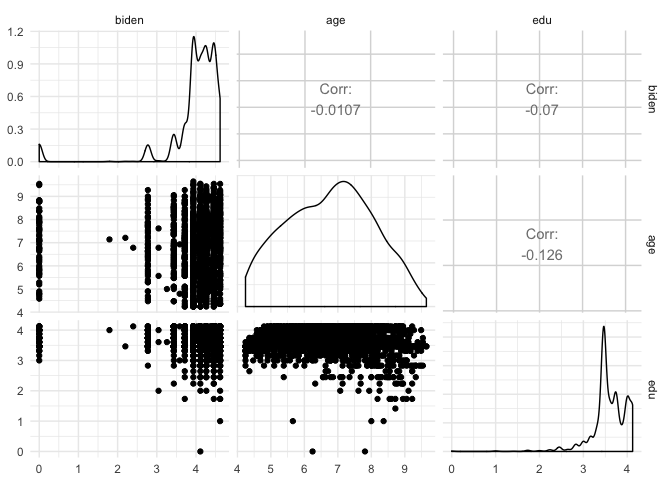 biden age edu
1.2
0.9
0.6
0.3
0.0
Corr:
-0.0107
Corr:
-0.07
biden
9
8
7
6
5
4
Corr:
-0.126
age
4
3
2
1
0
edu
0 1 2 3 4 4 5 6 7 8 9 0 1 2 3 4